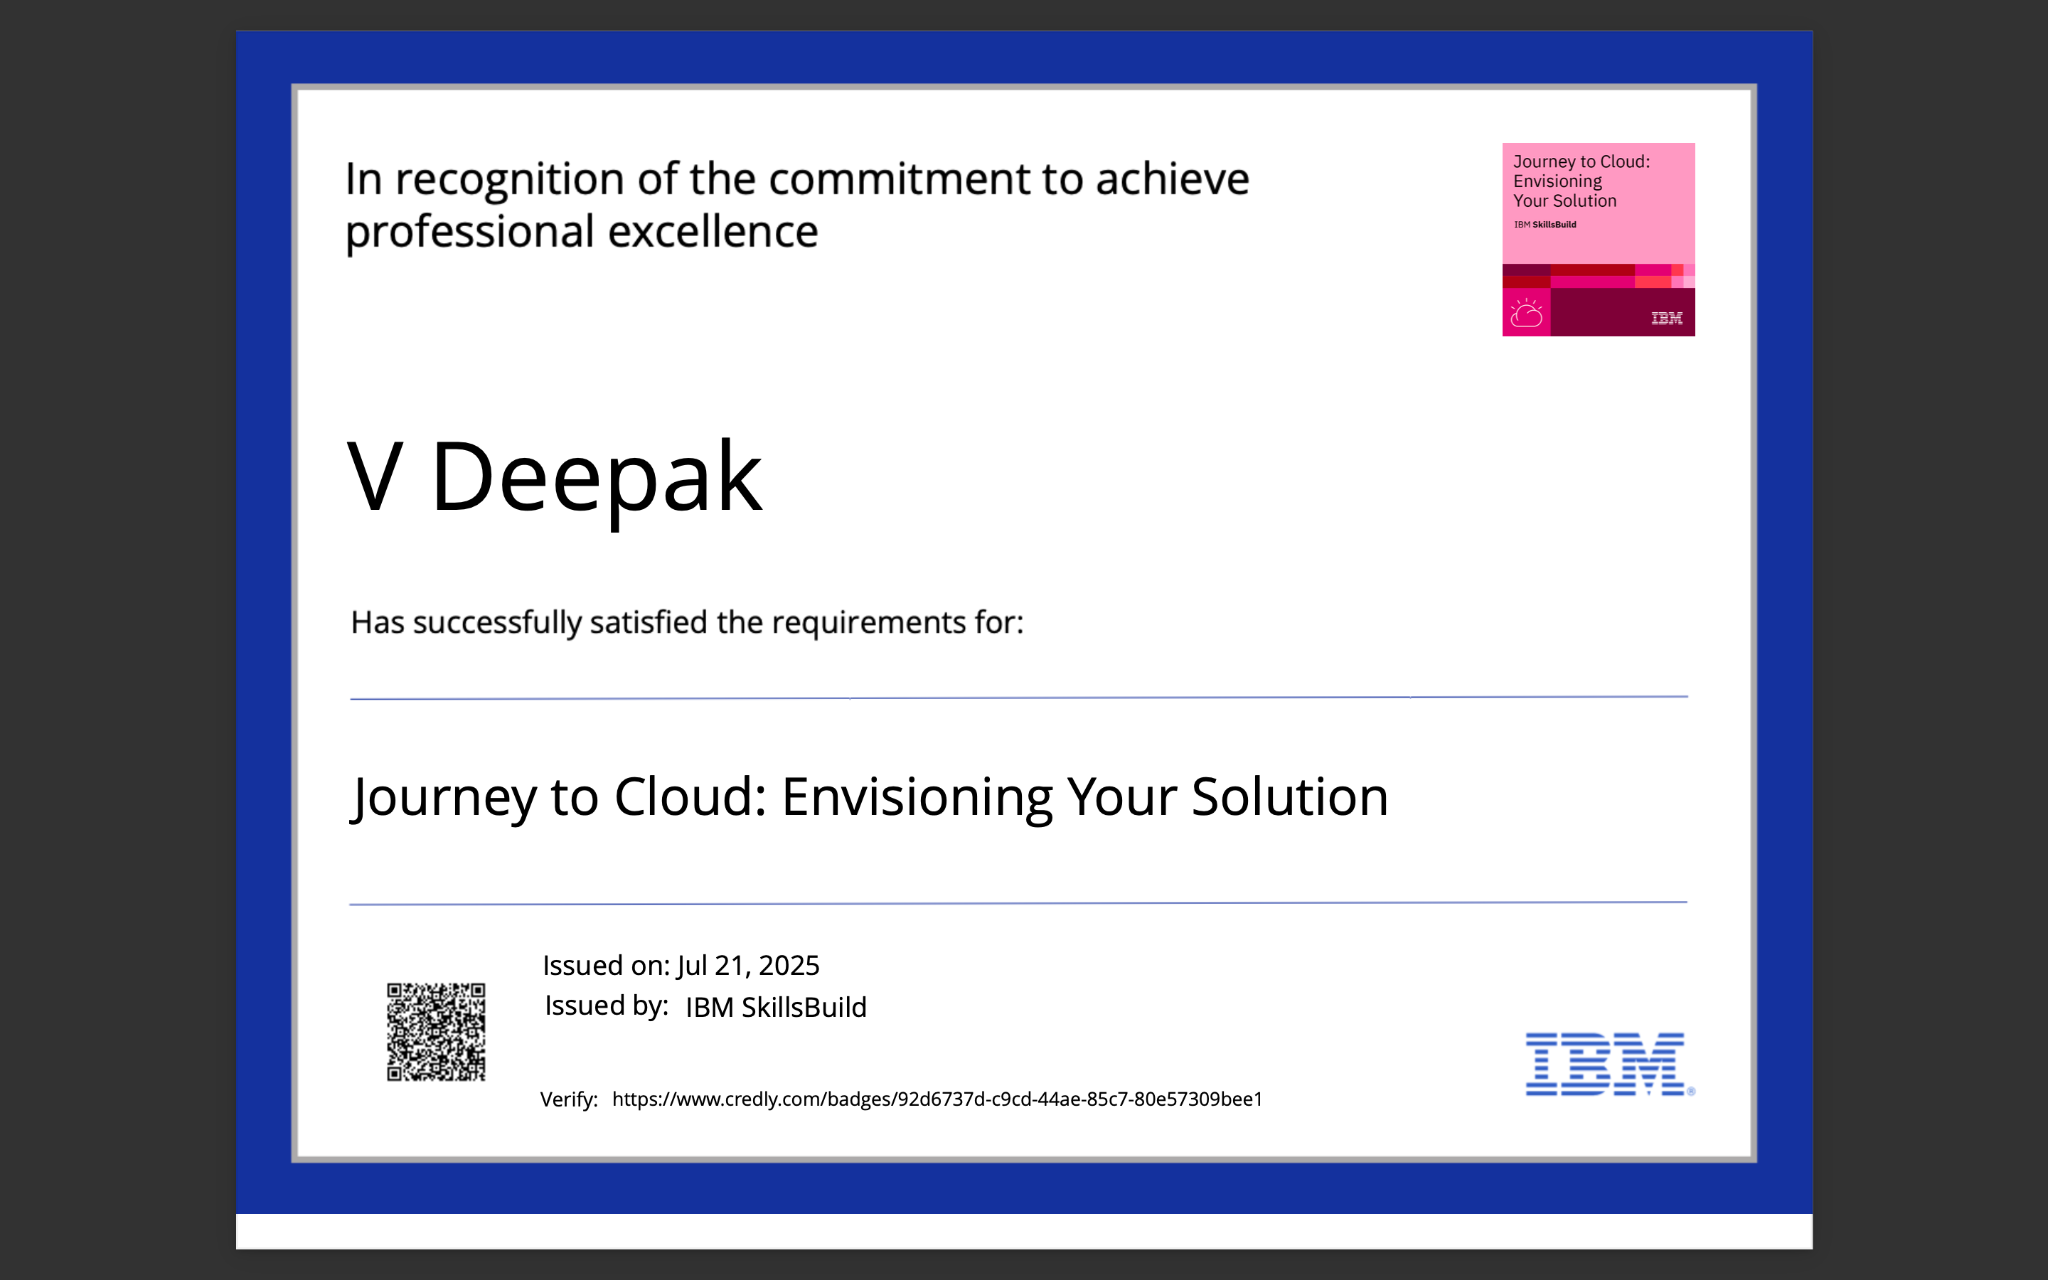 In recognition of the commitment to achieve
professional excellence
Journey to Cloud:
Envisioning
Your Solution
IBM SkillsBuild
IBM
V Deepak
Has successfully satisfied the requirements for:
Journey to Cloud: Envisioning Your Solution
Issued on: Jul 21, 2025
Issued by: IBM SkillsBuild
Verify: https://www.credly.com/badges/92d6737d-c9cd-44ae-85c7-80e57309bee1
IBM®